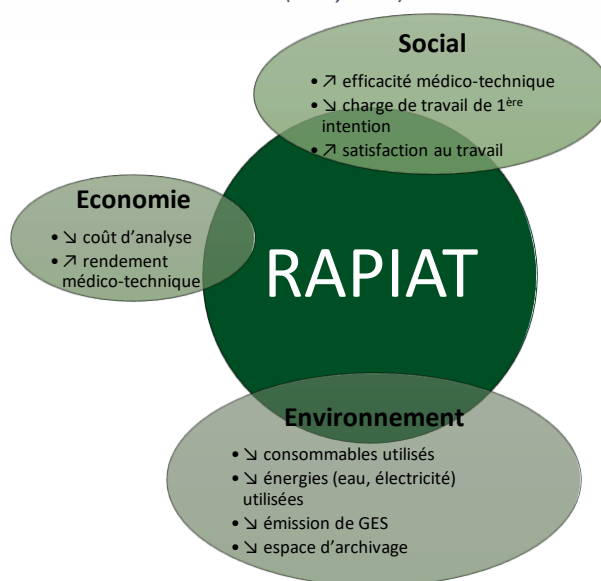 Social
• ↗ efficacité médico-technique
• ↘ charge de travail de 1ère
intention
• ↗ satisfaction au travail
Economie
• ↘ coût d'analyse
• ↗ rendement
médico-technique
RAPIAT
Environnement
• ↘ consommables utilisés
• ↘ énergies (eau, électricité)
utilisées
• ↘ émission de GES
• ↘ espace d'archivage